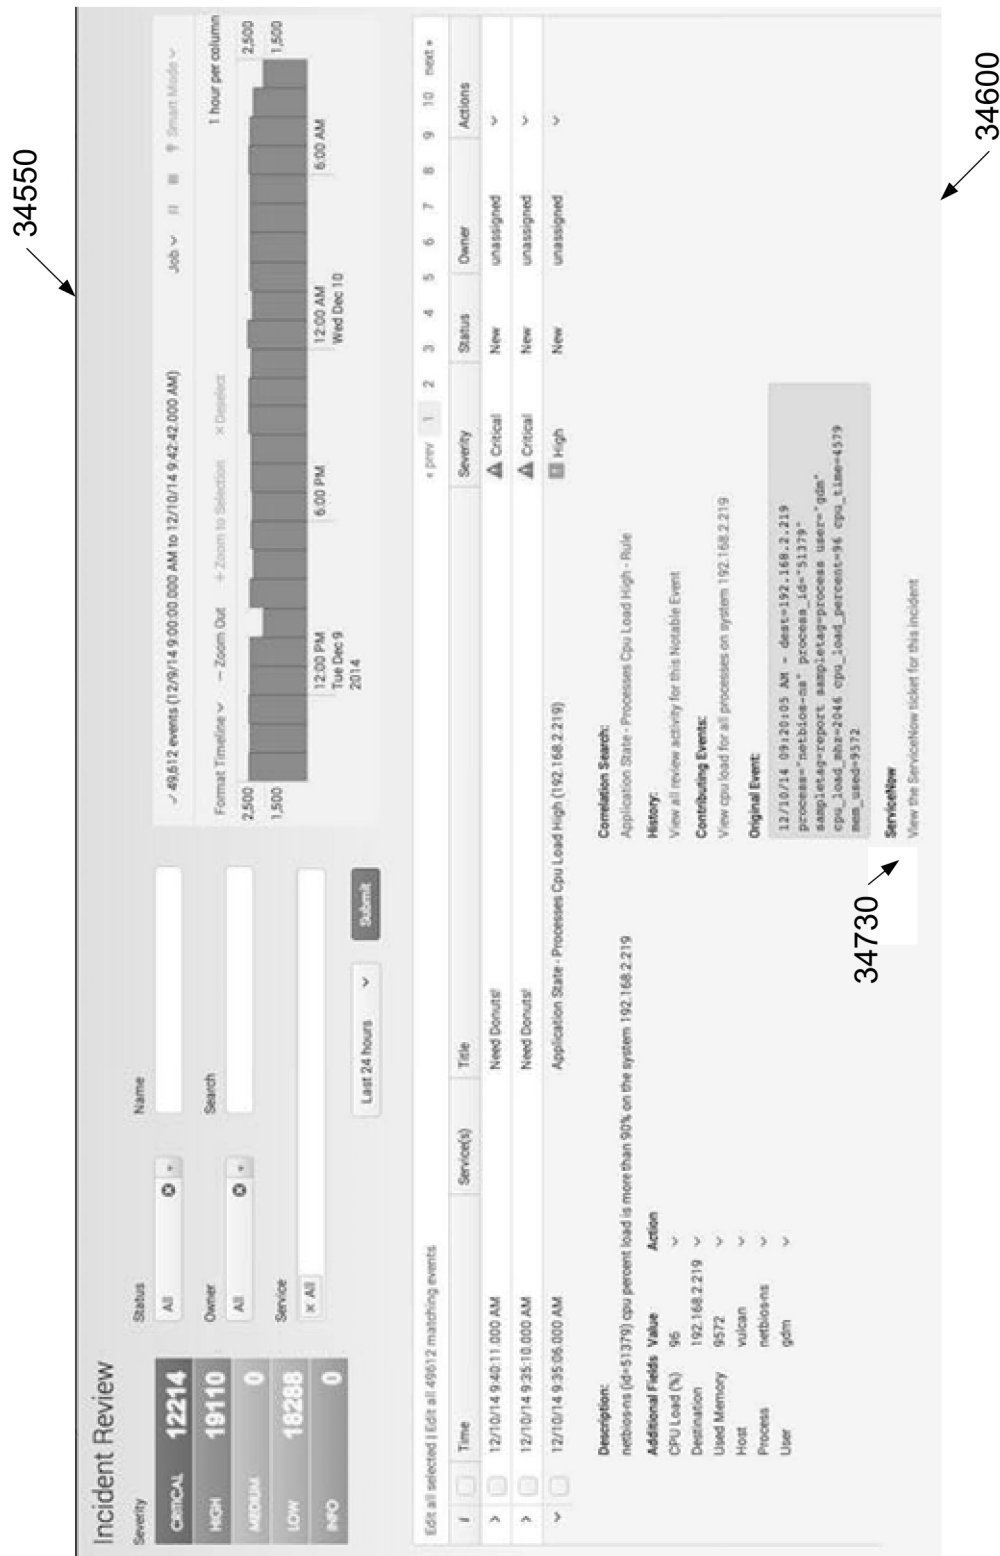 34550
Incident Review
Severity
CRITICAL 12214
HIGH 19110
MEDIUM 0
LOW 18288
INFO 0
Status
All
Name
Owner
All
Search
Service
× All
Last 24 hours
Submit
✓ 49,612 events (12/9/14 9:00:00.000 AM to 12/10/14 9:42:42.000 AM)
Job
Smart Mode
Format Timeline
− Zoom Out
+ Zoom to Selection
× Deselect
1 hour per column
2,500
1,500
2,500
1,500
12:00 PM
Tue Dec 9
2014
6:00 PM
12:00 AM
Wed Dec 10
6:00 AM
Edit all selected | Edit all 49612 matching events
« prev 1 2 3 4 5 6 7 8 9 10 next »
i Time Service(s) Title Severity Status Owner Actions
12/10/14 9:40:11.000 AM Need Donuts! Critical New unassigned
12/10/14 9:35:10.000 AM Need Donuts! Critical New unassigned
12/10/14 9:35:06.000 AM Application State - Processes Cpu Load High (192.168.2.219) High New unassigned
Description:
netbios-ns (id=51379) cpu percent load is more than 90% on the system 192.168.2.219
Additional Fields Value Action
CPU Load (%) 96
Destination 192.168.2.219
Used Memory 9572
Host vulcan
Process netbios-ns
User gdm
Correlation Search:
Application State - Processes Cpu Load High - Rule
History:
View all review activity for this Notable Event
Contributing Events:
View cpu load for all processes on system 192.168.2.219
Original Event:
12/10/14 09:20:05 AM - dest=192.168.2.219
process="netbios-ns" process_id="51379"
sampletag=report sampletag=process user="gdm"
cpu_load_mhz=2046 cpu_load_percent=96 cpu_time=4579
mem_used=9572
ServiceNow
View the ServiceNow ticket for this incident
34730
34600